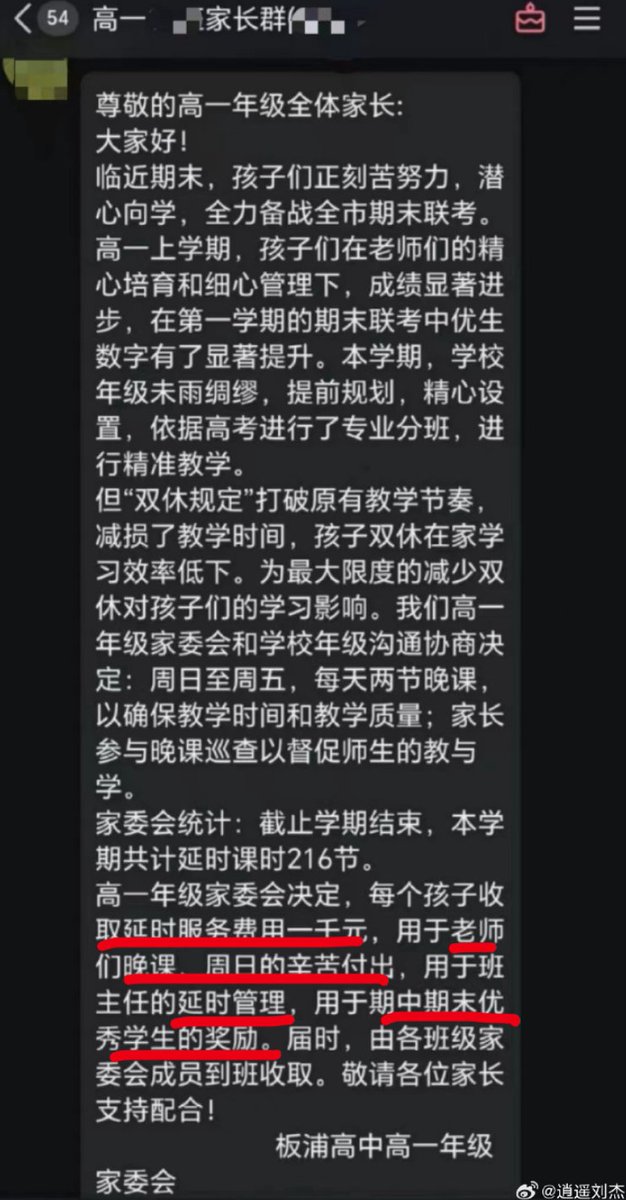 54
高一
家长群(
尊敬的高一年级全体家长:
大家好!
临近期末，孩子们正刻苦努力，潜
心向学，全力备战全市期末联考。
高一上学期，孩子们在老师们的精
心培育和细心管理下，成绩显著进
步，在第一学期的期末联考中优生
数字有了显著提升。本学期，学校
年级未雨绸缪，提前规划，精心设
置，依据高考进行了专业分班，进
行精准教学。
但“双休规定”打破原有教学节奏，
减损了教学时间，孩子双休在家学
习效率低下。为最大限度的减少双
休对孩子们的学习影响。我们高一
年级家委会和学校年级沟通协商决
定：周日至周五，每天两节晚课，
以确保教学时间和教学质量；家长
参与晚课巡查以督促师生的教与
学。
家委会统计：截止学期结束，本学
期共计延时课时216节。
高一年级家委会决定，每个孩子收
取延时服务费用一千元，用于老师
们晚课、周日的辛苦付出，用于班
主任的延时管理，用于期中期末优
秀学生的奖励。届时，由各班级家
委会成员到班收取。敬请各位家长
支持配合!
板浦高中高一年级
家委会
@逍遥刘杰